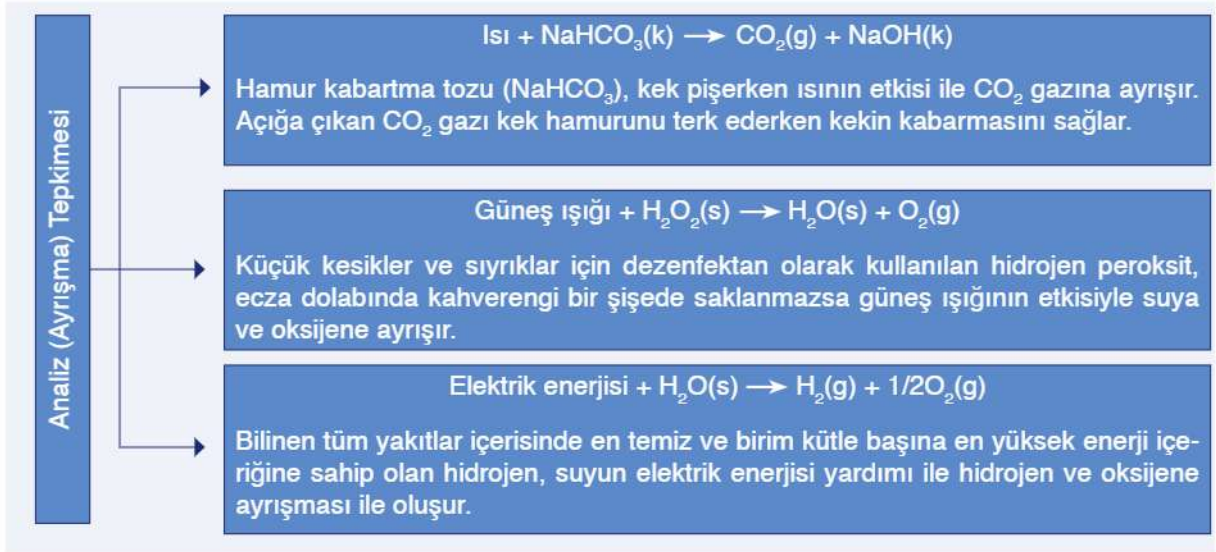 Analiz (Ayrışma) Tepkimesi
Isı + NaHCO₃(k) → CO₂(g) + NaOH(k)
Hamur kabartma tozu (NaHCO₃), kek pişerken ısının etkisi ile CO₂ gazına ayrışır.
Açığa çıkan CO₂ gazı kek hamurunu terk ederken kekin kabarmasını sağlar.
Güneş ışığı + H₂O₂(s) → H₂O(s) + O₂(g)
Küçük kesikler ve sıyrıklar için dezenfektan olarak kullanılan hidrojen peroksit,
ecza dolabında kahverengi bir şişede saklanmazsa güneş ışığının etkisiyle suya
ve oksijene ayrışır.
Elektrik enerjisi + H₂O(s) → H₂(g) + 1/2O₂(g)
Bilinen tüm yakıtlar içerisinde en temiz ve birim kütle başına en yüksek enerji içe-
riğine sahip olan hidrojen, suyun elektrik enerjisi yardımı ile hidrojen ve oksijene
ayrışması ile oluşur.